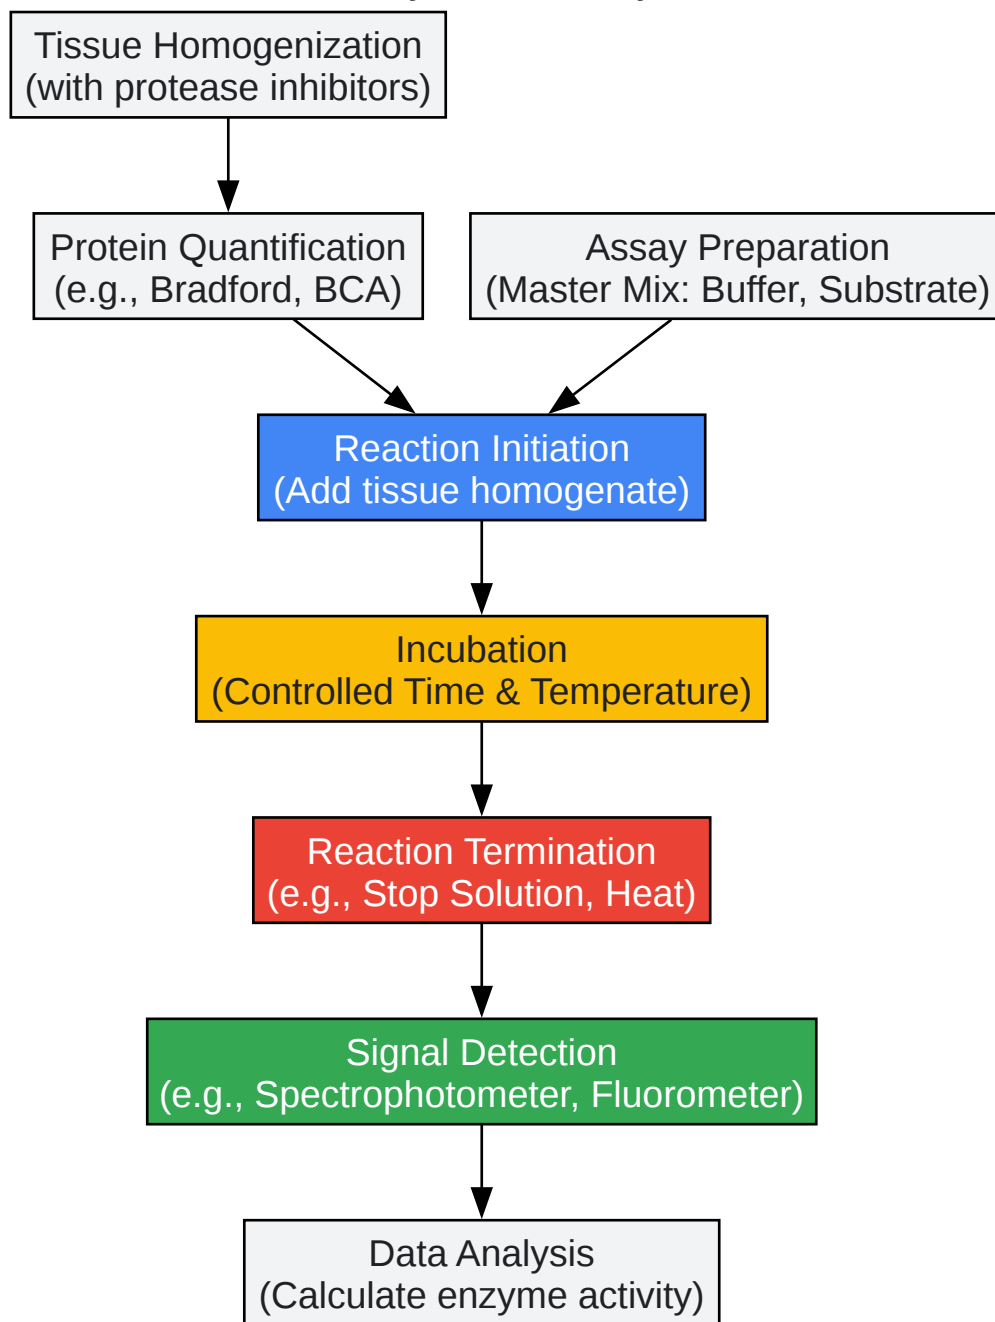 Tissue Homogenization
(with protease inhibitors)
Protein Quantification
(e.g., Bradford, BCA)
Assay Preparation
(Master Mix: Buffer, Substrate)
Reaction Initiation
(Add tissue homogenate)
Incubation
(Controlled Time & Temperature)
Reaction Termination
(e.g., Stop Solution, Heat)
Signal Detection
(e.g., Spectrophotometer, Fluorometer)
Data Analysis
(Calculate enzyme activity)